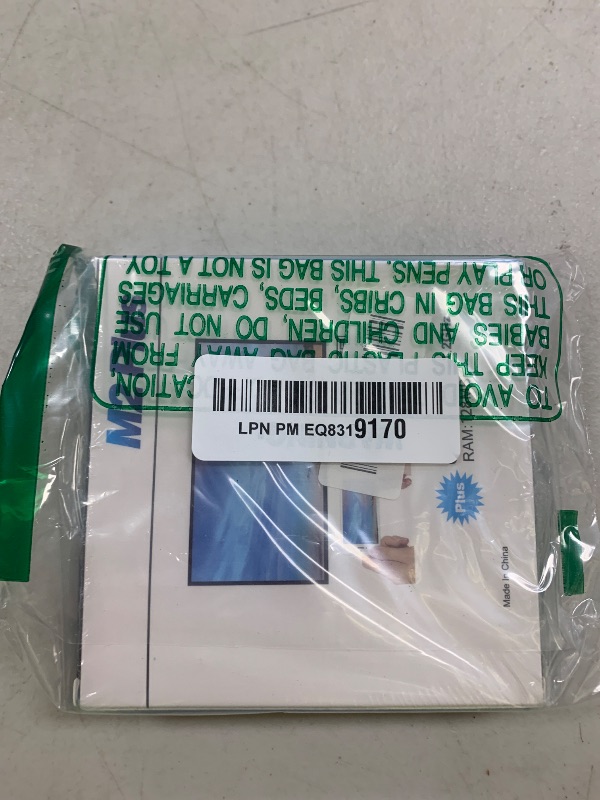 OR PLAY PENS. THIS BAG IS NOT A TOY.
THIS BAG IN CRIBS, BEDS, CARRIAGES
BABIES AND CHILDREN, DO NOT USE
KEEP THIS PLASTIC BAG AWAY FROM
TO AVOID
OCATION,
LPN PM EQ8319170
RAM:
Plus
Made In China